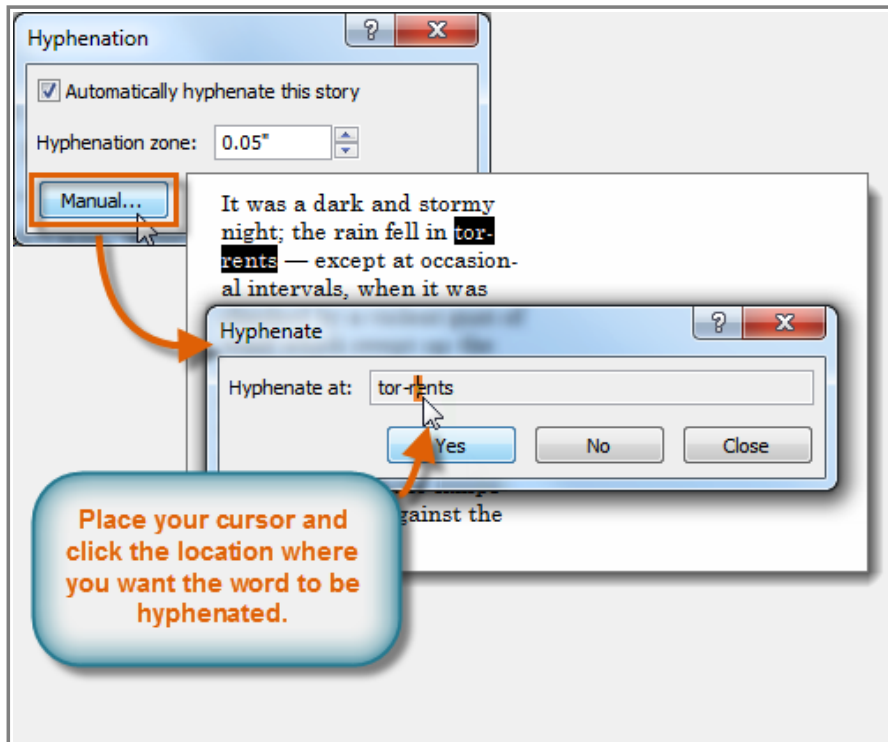 Hyphenation
Automatically hyphenate this story
Hyphenation zone: 0.05"
Manual...
It was a dark and stormy
night; the rain fell in tor-
rents — except at occasion-
al intervals, when it was
Hyphenate
Hyphenate at: tor-rents
Yes No Close
gainst the
Place your cursor and
click the location where
you want the word to be
hyphenated.